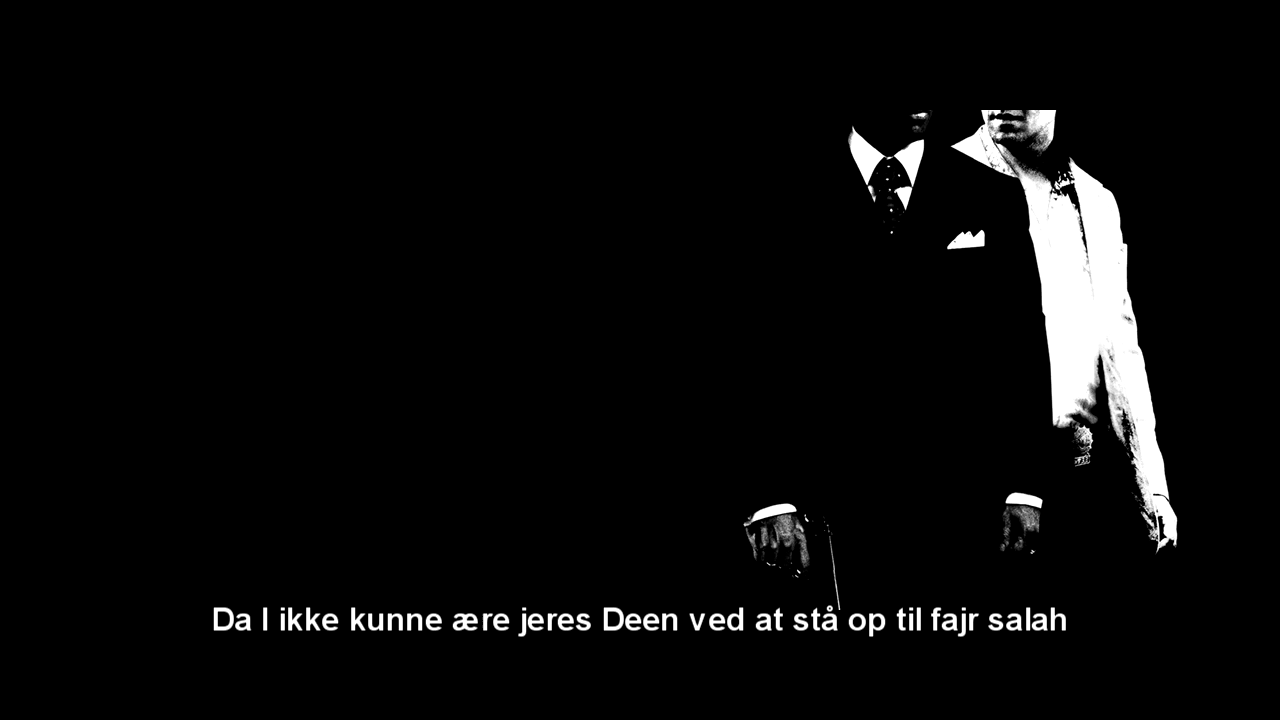 Da I ikke kunne ære jeres Deen ved at stå op til fajr salah